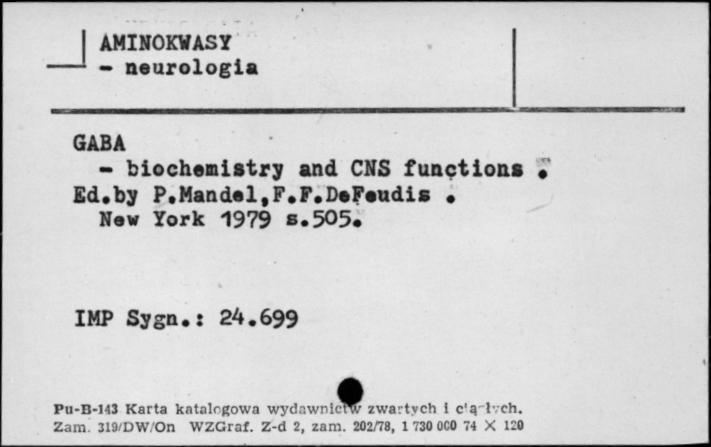 AMINOKWASY
- neurologia
GABA
- biochemistry and CNS functions .
Ed.by P.Mandel,F.F.DeFeudis .
New York 1979 s.505.
IMP Sygn.: 24.699
Pu-B-143 Karta katalogowa wydawnictw zwartych i ciągłych.
Zam. 319/DW/On WZGraf. Z-d 2, zam. 202/78, 1 730 000 74 X 120